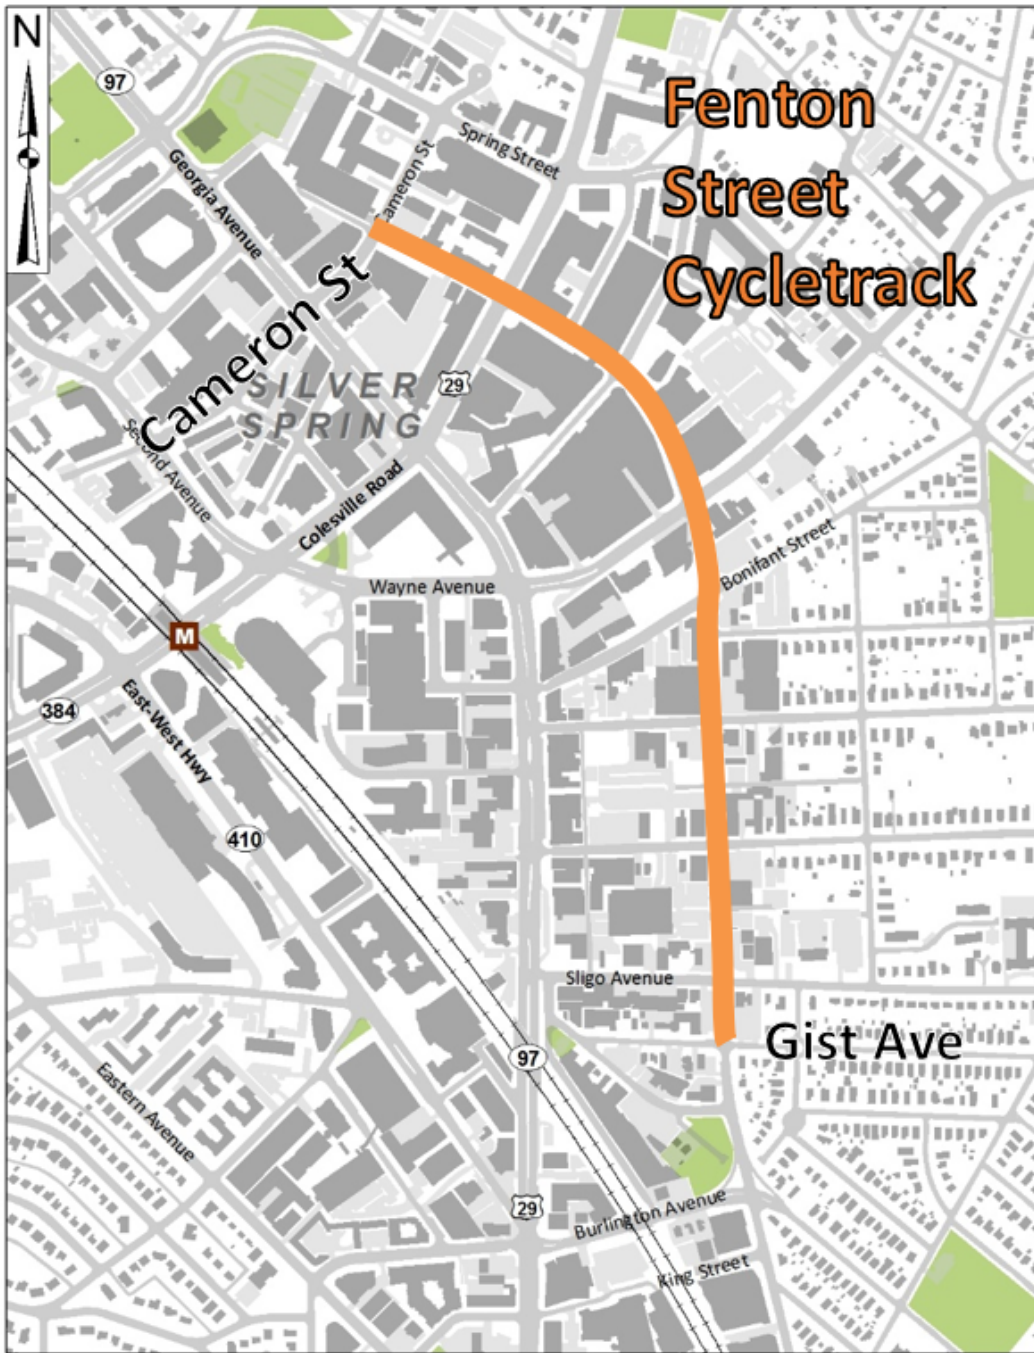 N
97
Fenton
Street
Cycletrack
Spring Street
Cameron St
Georgia Avenue
Cameron St
29
SILVER
SPRING
Second Avenue
Colesville Road
Bonifant Street
Wayne Avenue
M
384
East-West Hwy
410
Sligo Avenue
Gist Ave
97
Eastern Avenue
29
Burlington Avenue
King Street